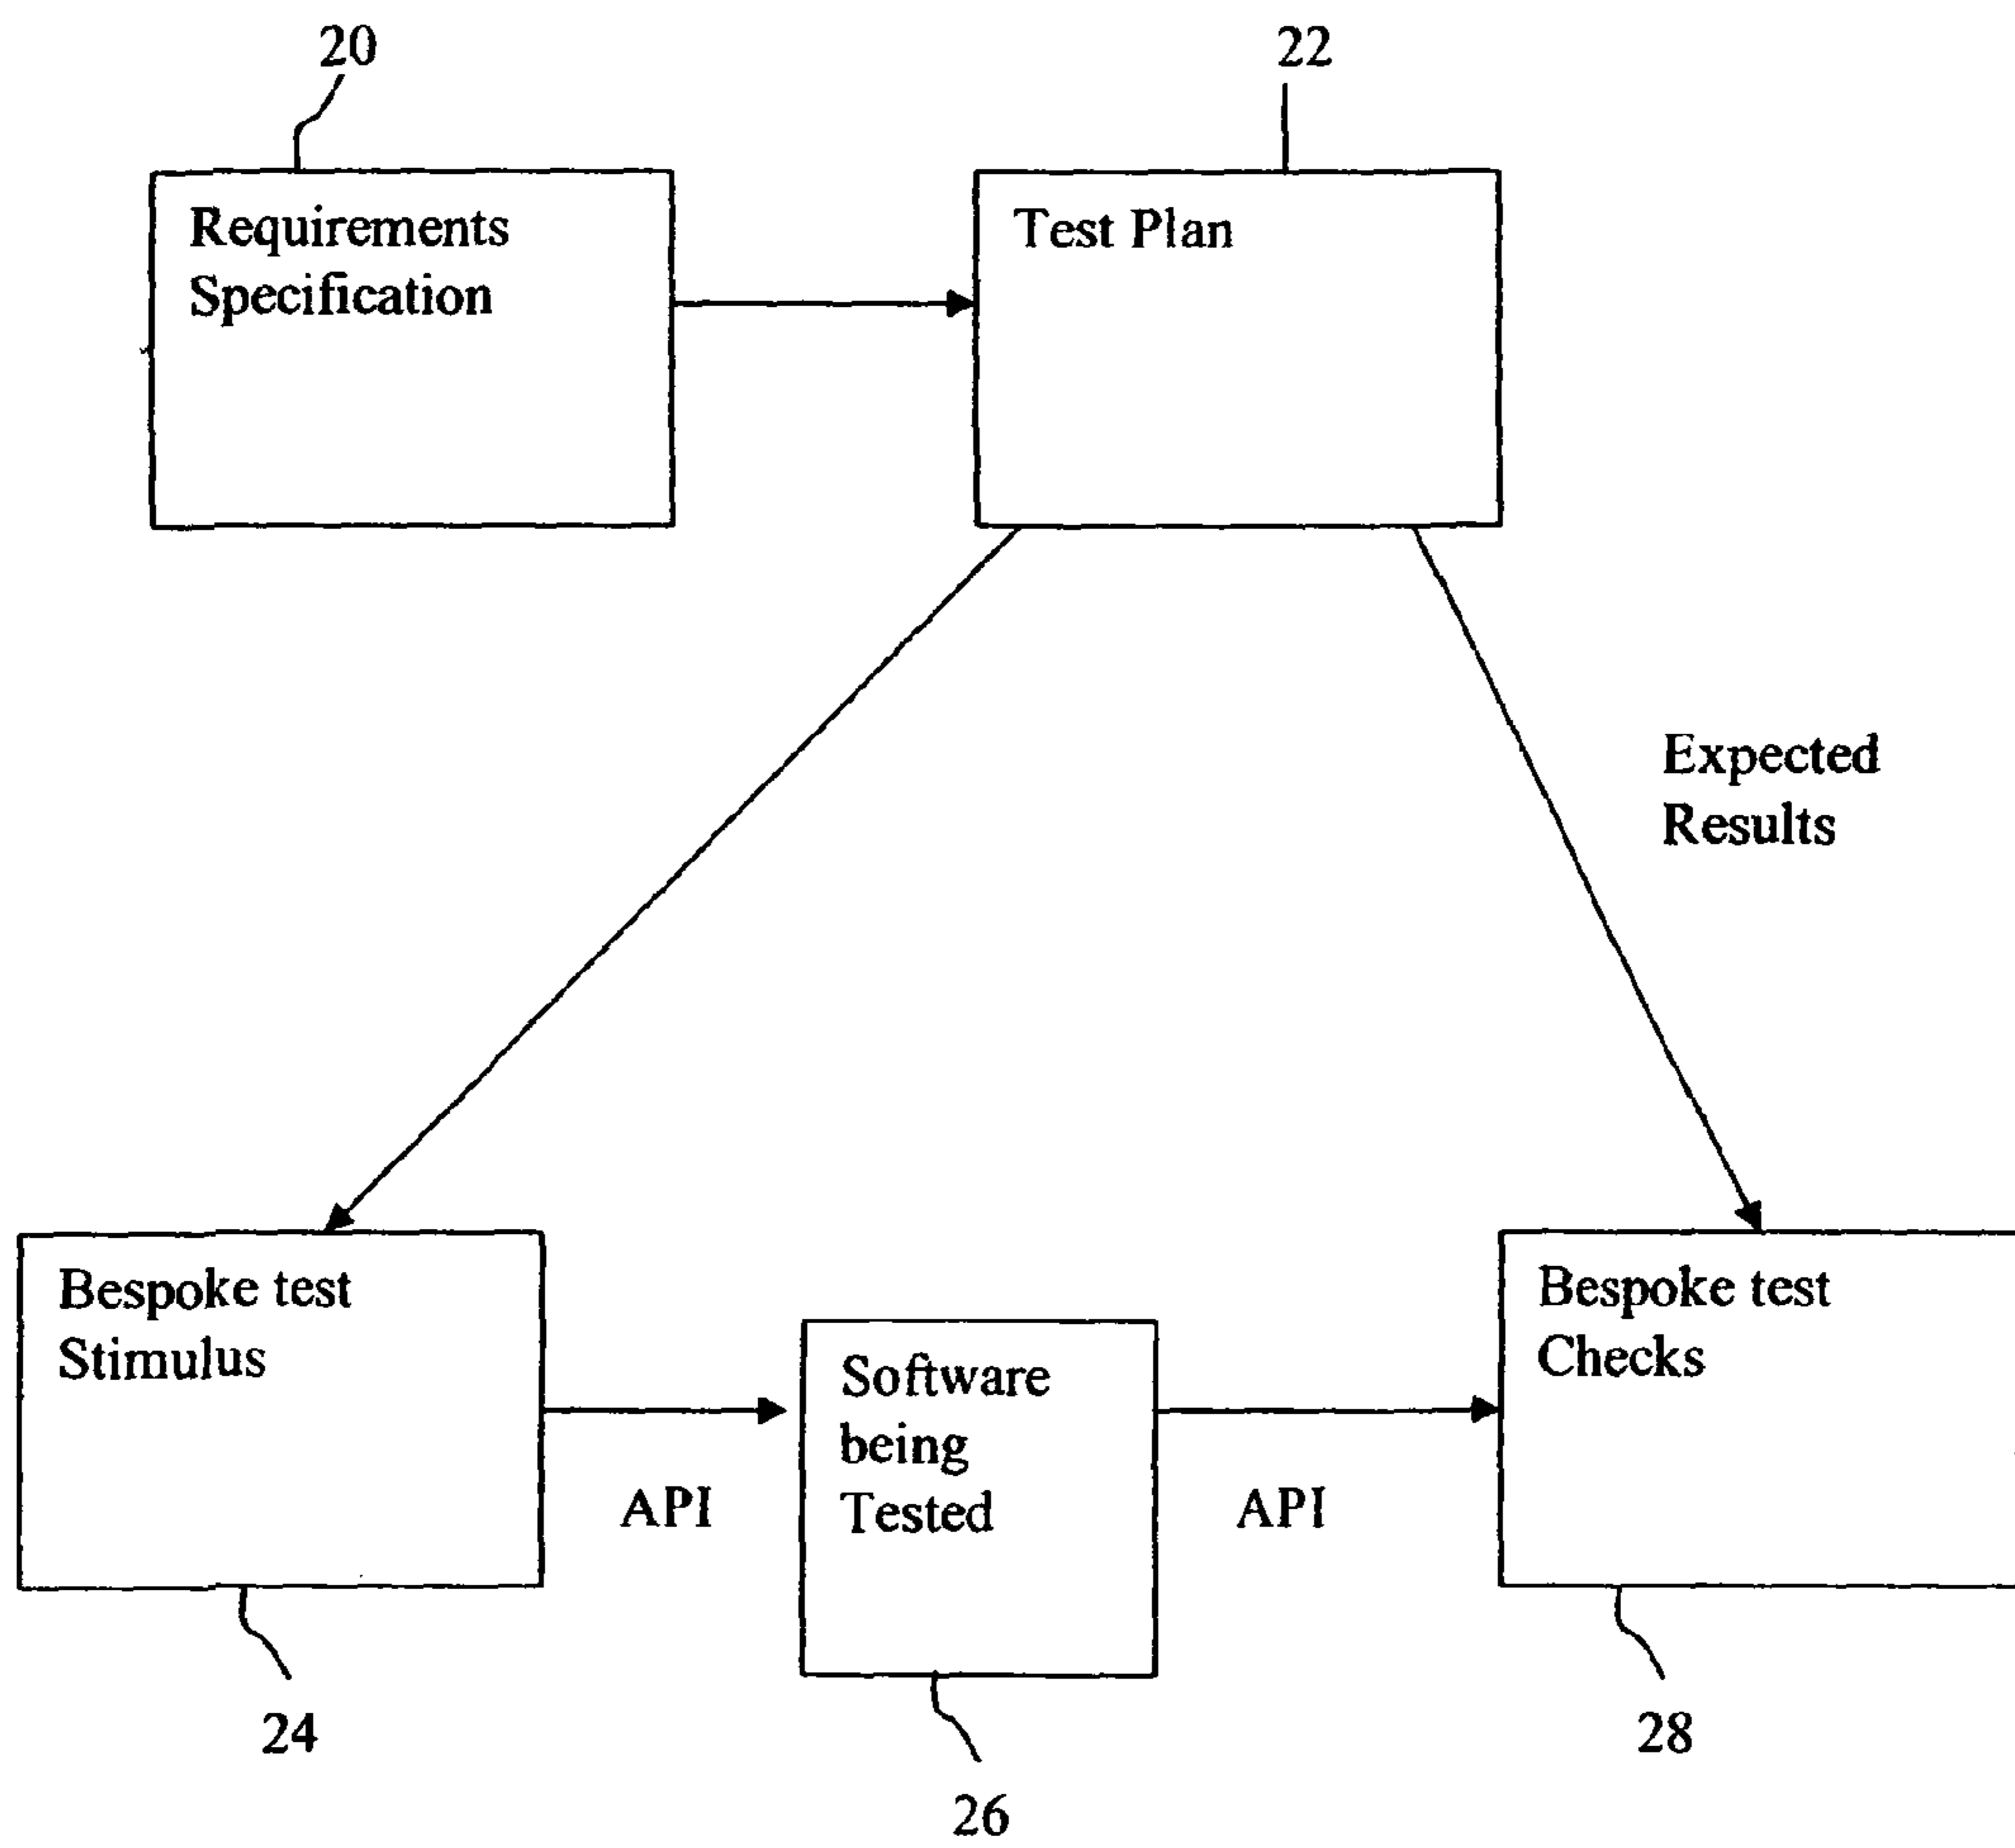 20
22
Requirements
Specification
Test Plan
Expected
Results
Bespoke test
Stimulus
Software
being
Tested
Bespoke test
Checks
API
API
24
26
28